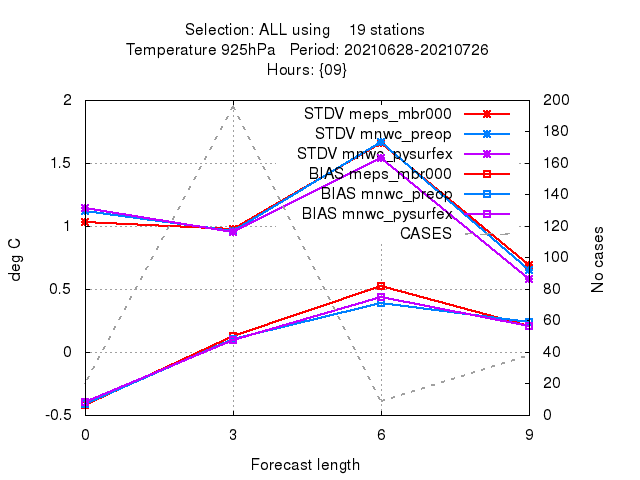 Selection: ALL using    19 stations
Temperature 925hPa   Period: 20210628-20210726
Hours: {09}
2 200
STDV meps_mbr000
180
STDV mnwc_preop
1.5 160
STDV mnwc_pysurfex
BIAS meps_mbr000
140
BIAS mnwc_preop
BIAS mnwc_pysurfex
1 120
CASES
100
deg C
No cases
0.5 80
60
0 40
20
-0.5 0
0 3 6 9
Forecast length